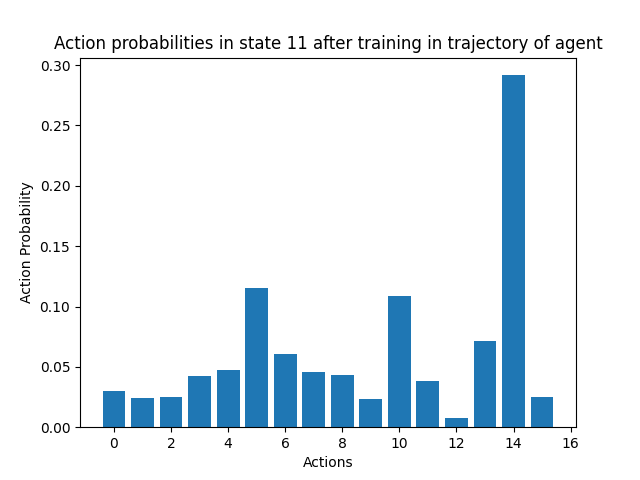 Action probabilities in state 11 after training in trajectory of agent
0.30
0.25
0.20
0.15
0.10
0.05
0.00
Action Probability
0 2 4 6 8 10 12 14 16
Actions